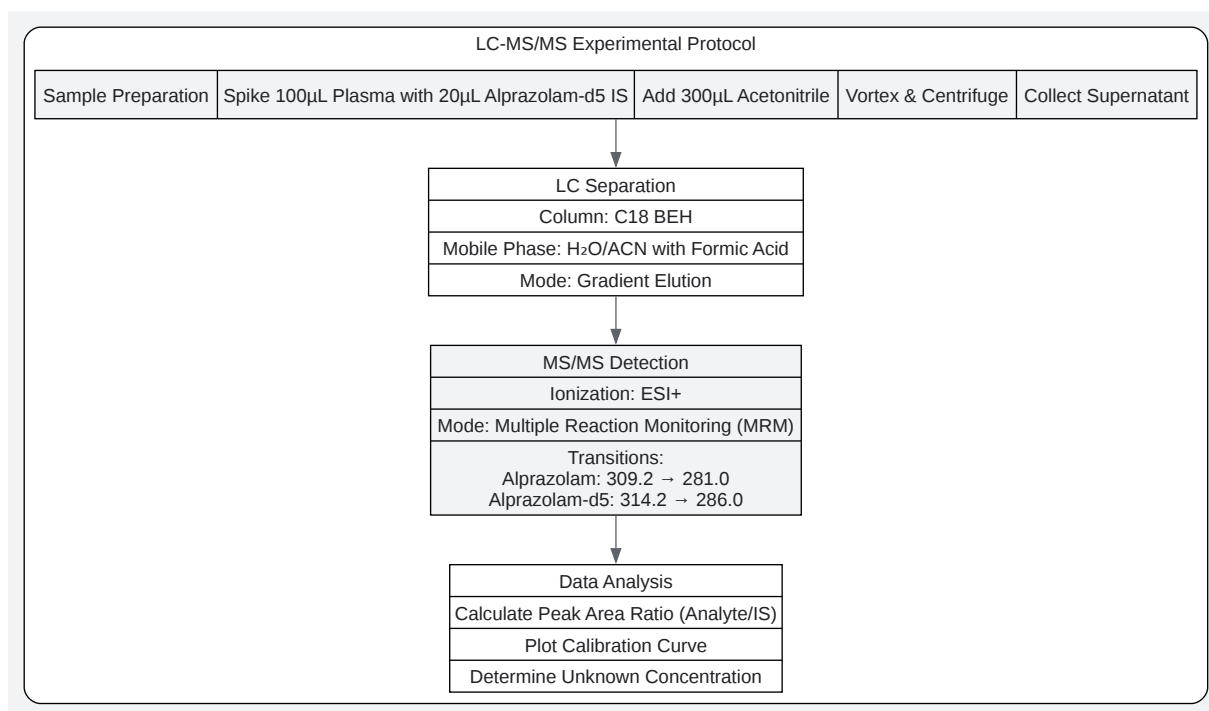 LC-MS/MS Experimental Protocol
Sample Preparation
Spike 100µL Plasma with 20µL Alprazolam-d5 IS
Add 300µL Acetonitrile
Vortex & Centrifuge
Collect Supernatant
LC Separation
Column: C18 BEH
Mobile Phase: H₂O/ACN with Formic Acid
Mode: Gradient Elution
MS/MS Detection
Ionization: ESI+
Mode: Multiple Reaction Monitoring (MRM)
Transitions:
Alprazolam: 309.2 → 281.0
Alprazolam-d5: 314.2 → 286.0
Data Analysis
Calculate Peak Area Ratio (Analyte/IS)
Plot Calibration Curve
Determine Unknown Concentration